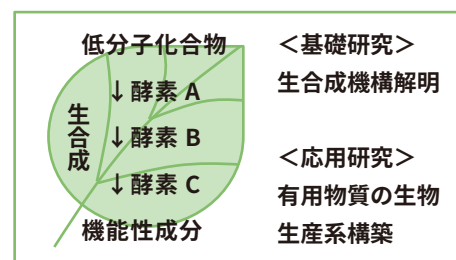 低分子化合物
↓酵素 A
↓酵素 B
↓酵素 C
機能性成分
生合成
＜基礎研究＞
生合成機構解明
＜応用研究＞
有用物質の生物
生産系構築